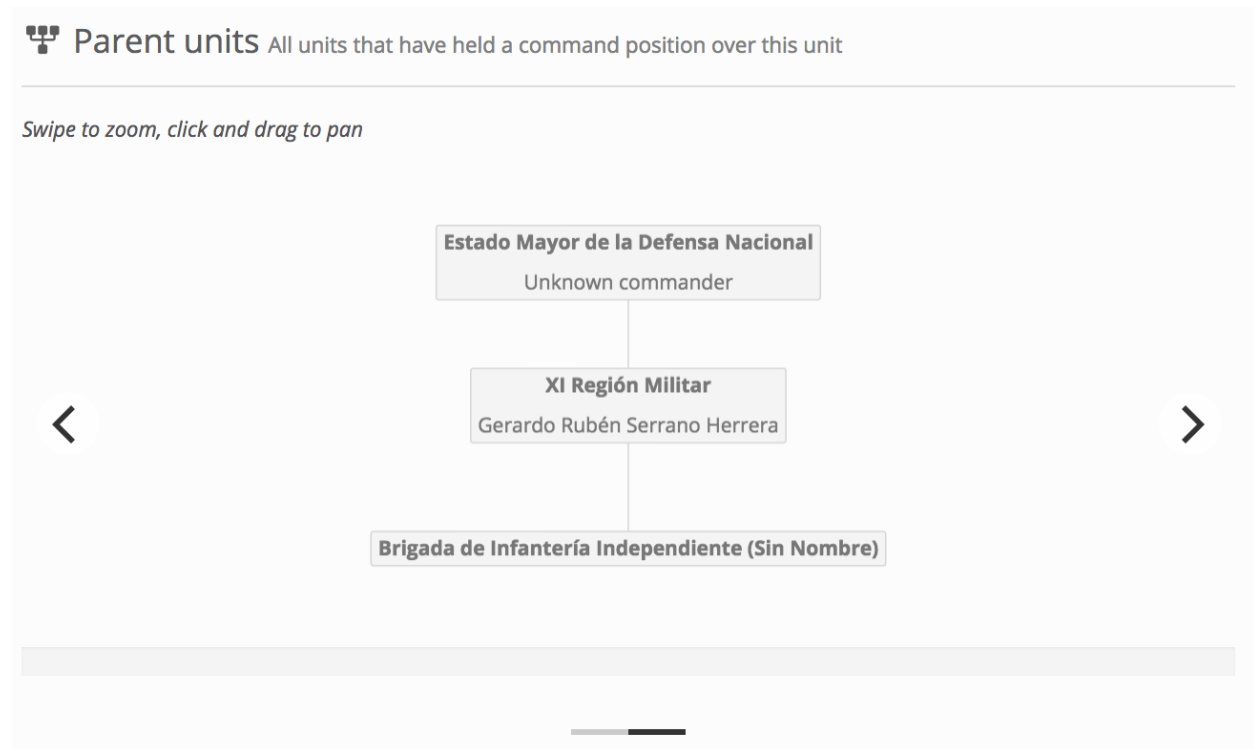 Parent units All units that have held a command position over this unit
Swipe to zoom, click and drag to pan
Estado Mayor de la Defensa Nacional
Unknown commander
XI Región Militar
Gerardo Rubén Serrano Herrera
Brigada de Infantería Independiente (Sin Nombre)